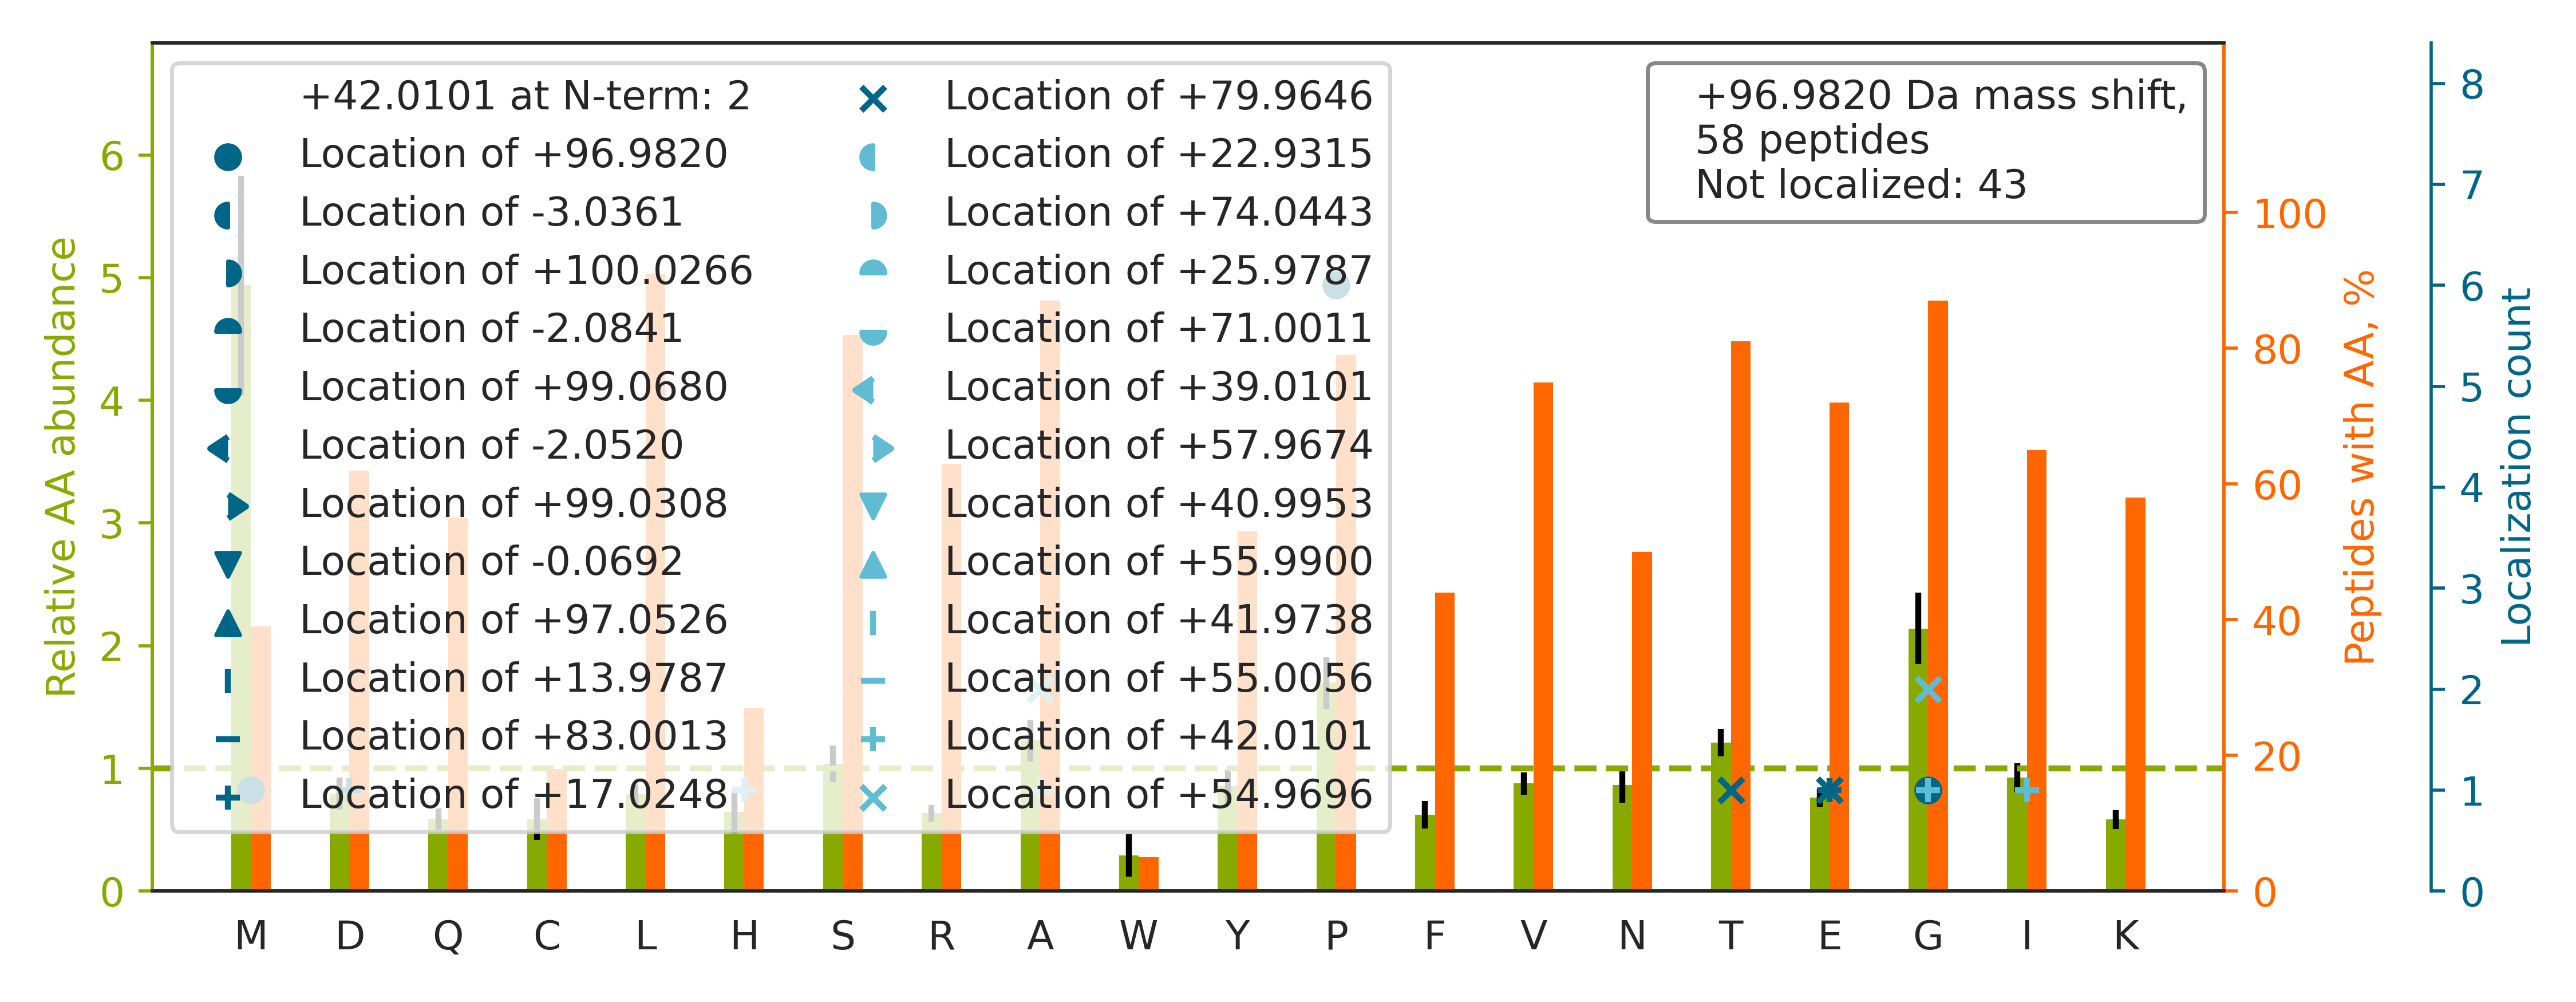 +42.0101 at N-term: 2
Location of +96.9820
Location of -3.0361
Location of +100.0266
Location of -2.0841
Location of +99.0680
Location of -2.0520
Location of +99.0308
Location of -0.0692
Location of +97.0526
Location of +13.9787
Location of +83.0013
Location of +17.0248
Location of +79.9646
Location of +22.9315
Location of +74.0443
Location of +25.9787
Location of +71.0011
Location of +39.0101
Location of +57.9674
Location of +40.9953
Location of +55.9900
Location of +41.9738
Location of +55.0056
Location of +42.0101
Location of +54.9696
+96.9820 Da mass shift,
58 peptides
Not localized: 43
Relative AA abundance
6
5
4
3
2
1
0
M D Q C L H S R A W Y P F V N T E G I K
100
80
60
40
20
0
Peptides with AA, %
8
7
6
5
4
3
2
1
0
Localization count